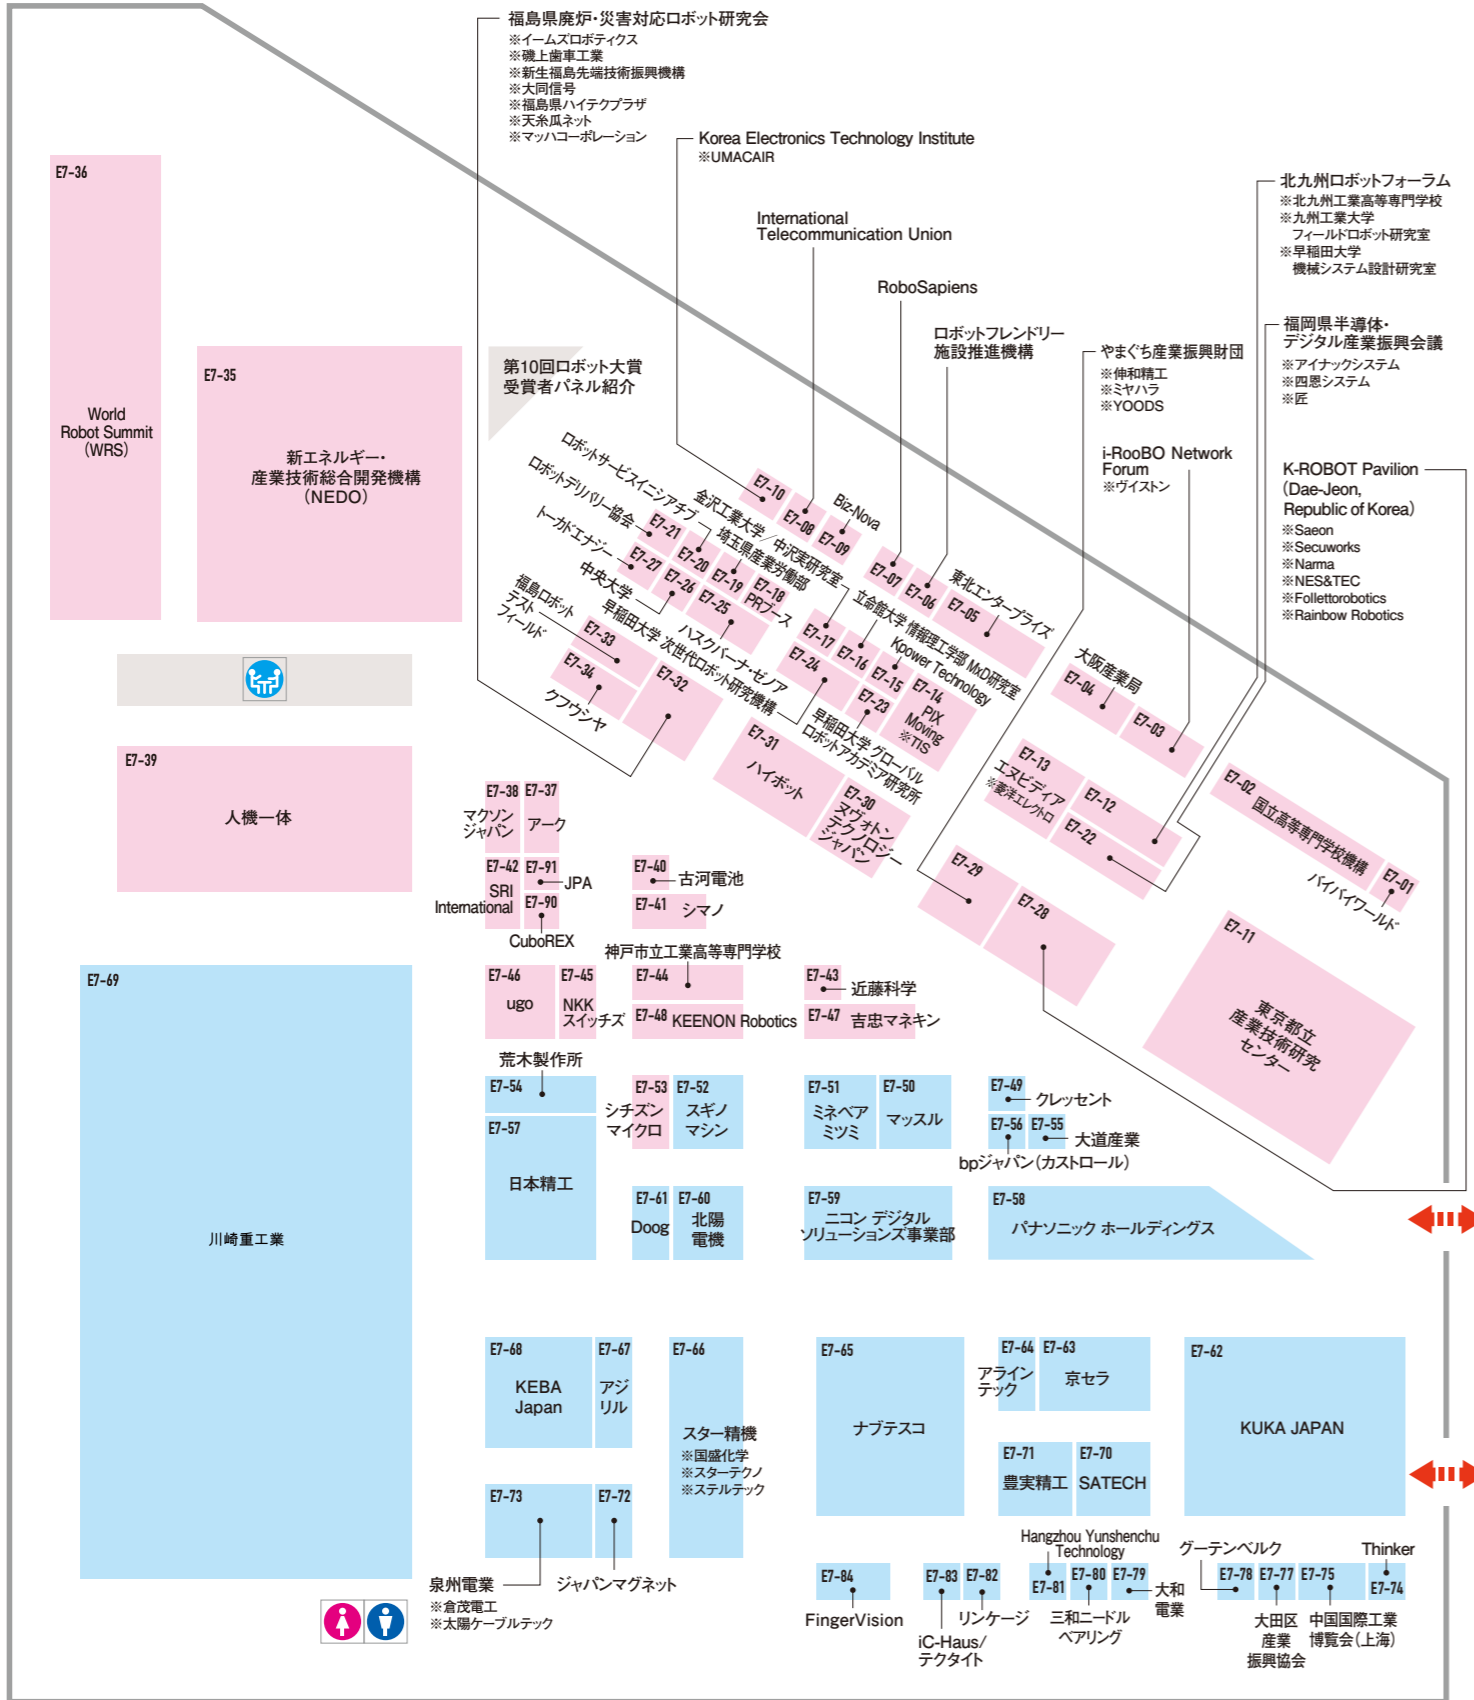 福島県廃炉・災害対応ロボット研究会
※イームズロボティクス
※磯上歯車工業
※新生福島先端技術振興機構
※大同信号
※福島県ハイテクプラザ
※天糸瓜ネット
※マッハコーポレーション
Korea Electronics Technology Institute
※UMACAIR
International
Telecommunication Union
RoboSapiens
ロボットフレンドリー
施設推進機構
やまぐち産業振興財団
※伸和精工
※ミヤハラ
※YOODS
i-RooBO Network
Forum
※ヴイストン
北九州ロボットフォーラム
※北九州工業高等専門学校
※九州工業大学
フィールドロボット研究室
※早稲田大学
機械システム設計研究室
福岡県半導体・
デジタル産業振興会議
※アイナックシステム
※四恩システム
※匠
K-ROBOT Pavilion
(Dae-Jeon,
Republic of Korea)
※Saeon
※Secuworks
※Narma
※NES&TEC
※Follettorobotics
※Rainbow Robotics
E7-36
World
Robot Summit
(WRS)
E7-35
新エネルギー・
産業技術総合開発機構
(NEDO)
第10回ロボット大賞
受賞者パネル紹介
ロボットサービスイニシアチブ
ロボットデリバリー協会
トーカドエナジー
中央大学
福島ロボット
テスト
フィールド
金沢工業大学/中沢実研究室
埼玉県産業労働部
E7-10
E7-08
E7-09
Biz-Nova
E7-21
E7-20
E7-19
E7-18
PRブース
E7-27
E7-26
E7-25
ハスクバーナ・ゼノア
早稲田大学 次世代ロボット研究機構
E7-33
E7-34
クフウシヤ
E7-32
E7-07
E7-06
E7-05
東北エンタープライズ
立命館大学 情報理工学部 MxD研究室
Kpower Technology
E7-17
E7-16
E7-15
E7-14
PIX
Moving
※TIS
E7-24
E7-23
早稲田大学 グローバル
ロボットアカデミア研究所
E7-31
ハイボット
E7-30
ヌヴォトン
テクノロジー
ジャパン
大阪産業局
E7-04
E7-03
E7-13
エヌビディア
※菱洋エレクトロ
E7-12
E7-22
E7-02
国立高等専門学校機構
E7-01
バイバイワールド
E7-29
E7-28
E7-11
東京都立
産業技術研究
センター
E7-39
人機一体
E7-38
マクソン
ジャパン
E7-37
アーク
E7-42
SRI
International
E7-91
JPA
E7-90
CuboREX
E7-40
古河電池
E7-41
シマノ
神戸市立工業高等専門学校
E7-46
ugo
E7-45
NKK
スイッチズ
E7-44
E7-48
KEENON Robotics
E7-43
近藤科学
E7-47
吉忠マネキン
E7-69
川崎重工業
荒木製作所
E7-54
E7-57
日本精工
E7-53
シチズン
マイクロ
E7-52
スギノ
マシン
E7-51
ミネベア
ミツミ
E7-50
マッスル
E7-49
クレッセント
E7-56
E7-55
大道産業
bpジャパン(カストロール)
E7-61
Doog
E7-60
北陽
電機
E7-59
ニコン デジタル
ソリューションズ事業部
E7-58
パナソニック ホールディングス
E7-68
KEBA
Japan
E7-67
アジ
リル
E7-66
スター精機
※国盛化学
※スターテクノ
※ステルテック
E7-65
ナブテスコ
E7-64
アライン
テック
E7-63
京セラ
E7-62
KUKA JAPAN
E7-71
豊実精工
E7-70
SATECH
E7-73
泉州電業
※倉茂電工
※太陽ケーブルテック
E7-72
ジャパンマグネット
E7-84
FingerVision
E7-83
iC-Haus/
テクタイト
E7-82
リンケージ
Hangzhou Yunshenchu
Technology
E7-81
E7-80
三和ニードル
ベアリング
E7-79
大和
電業
グーテンベルク
E7-78
E7-77
大田区
産業
振興協会
E7-75
中国国際工業
博覧会(上海)
Thinker
E7-74